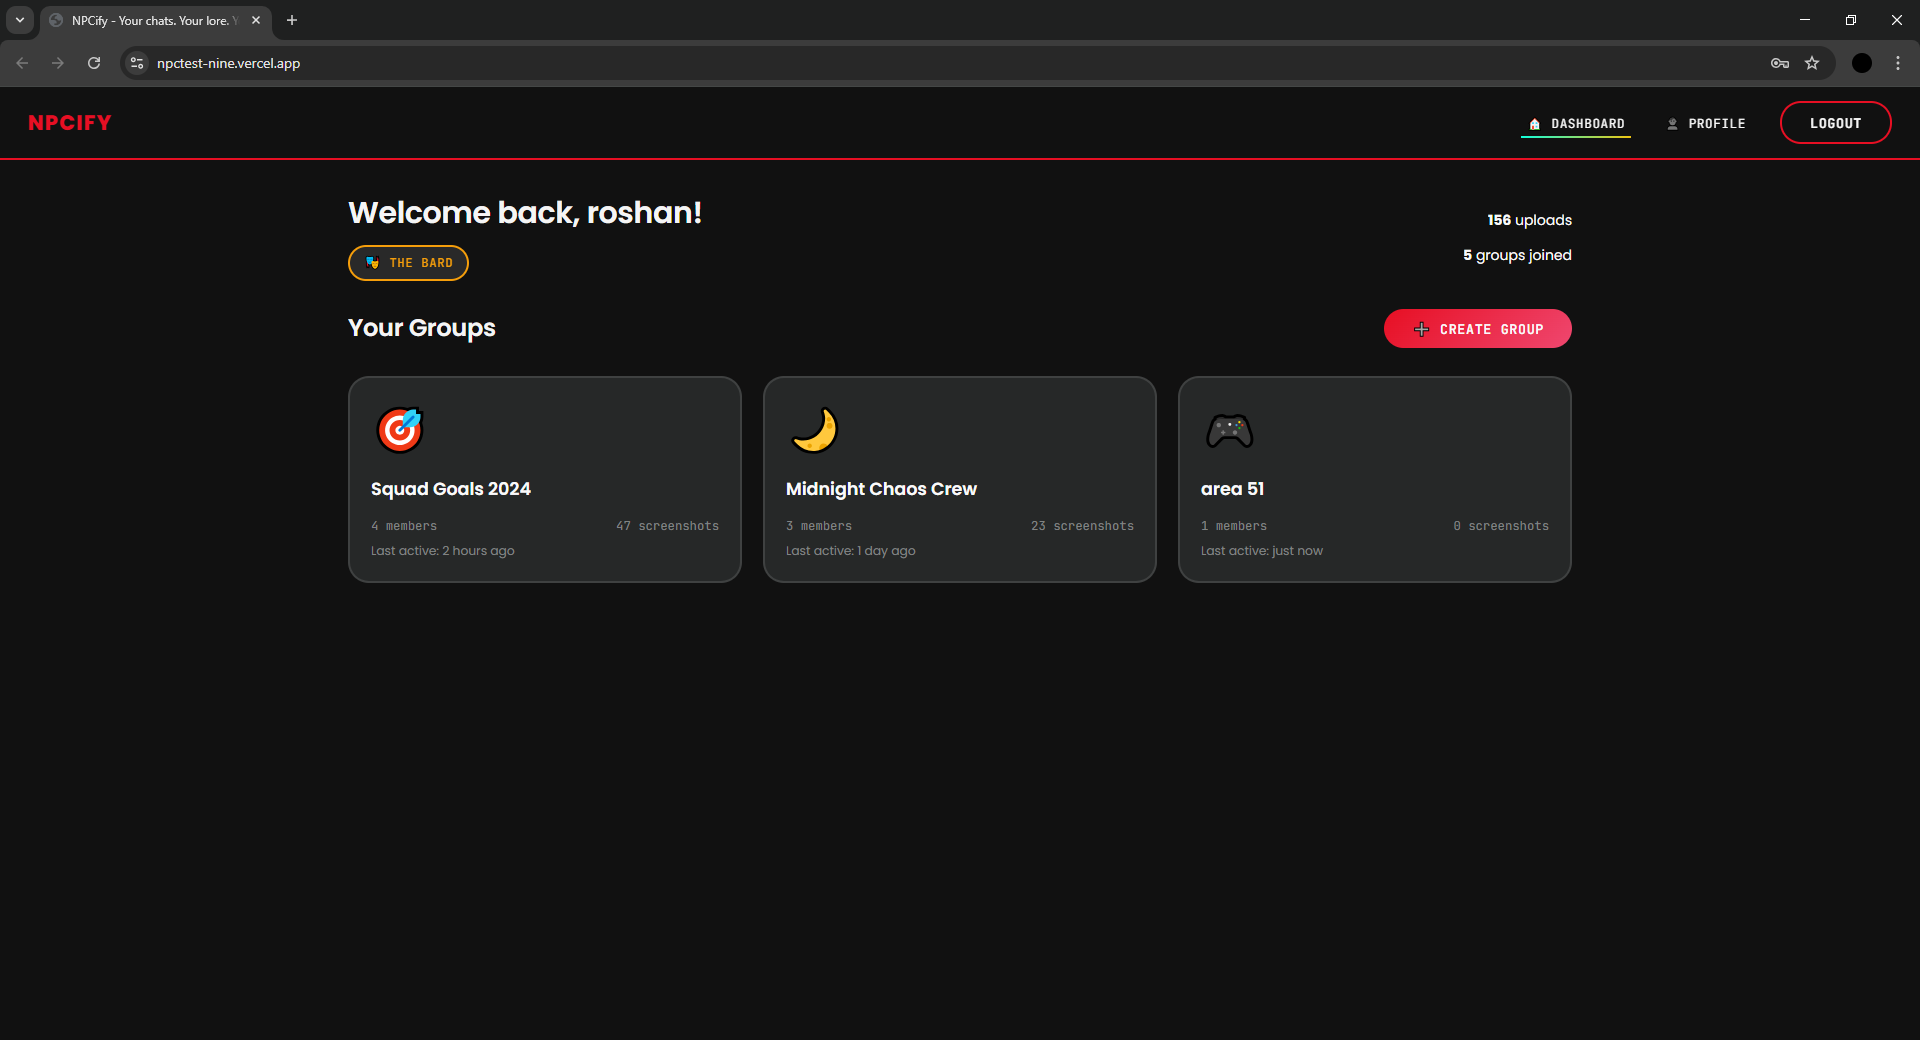 NPCify - Your chats. Your lore.
npctest-nine.vercel.app
NPCIFY
DASHBOARD
PROFILE
LOGOUT
Welcome back, roshan!
156 uploads
THE BARD
5 groups joined
Your Groups
CREATE GROUP
Squad Goals 2024
4 members
47 screenshots
Last active: 2 hours ago
Midnight Chaos Crew
3 members
23 screenshots
Last active: 1 day ago
area 51
1 members
0 screenshots
Last active: just now